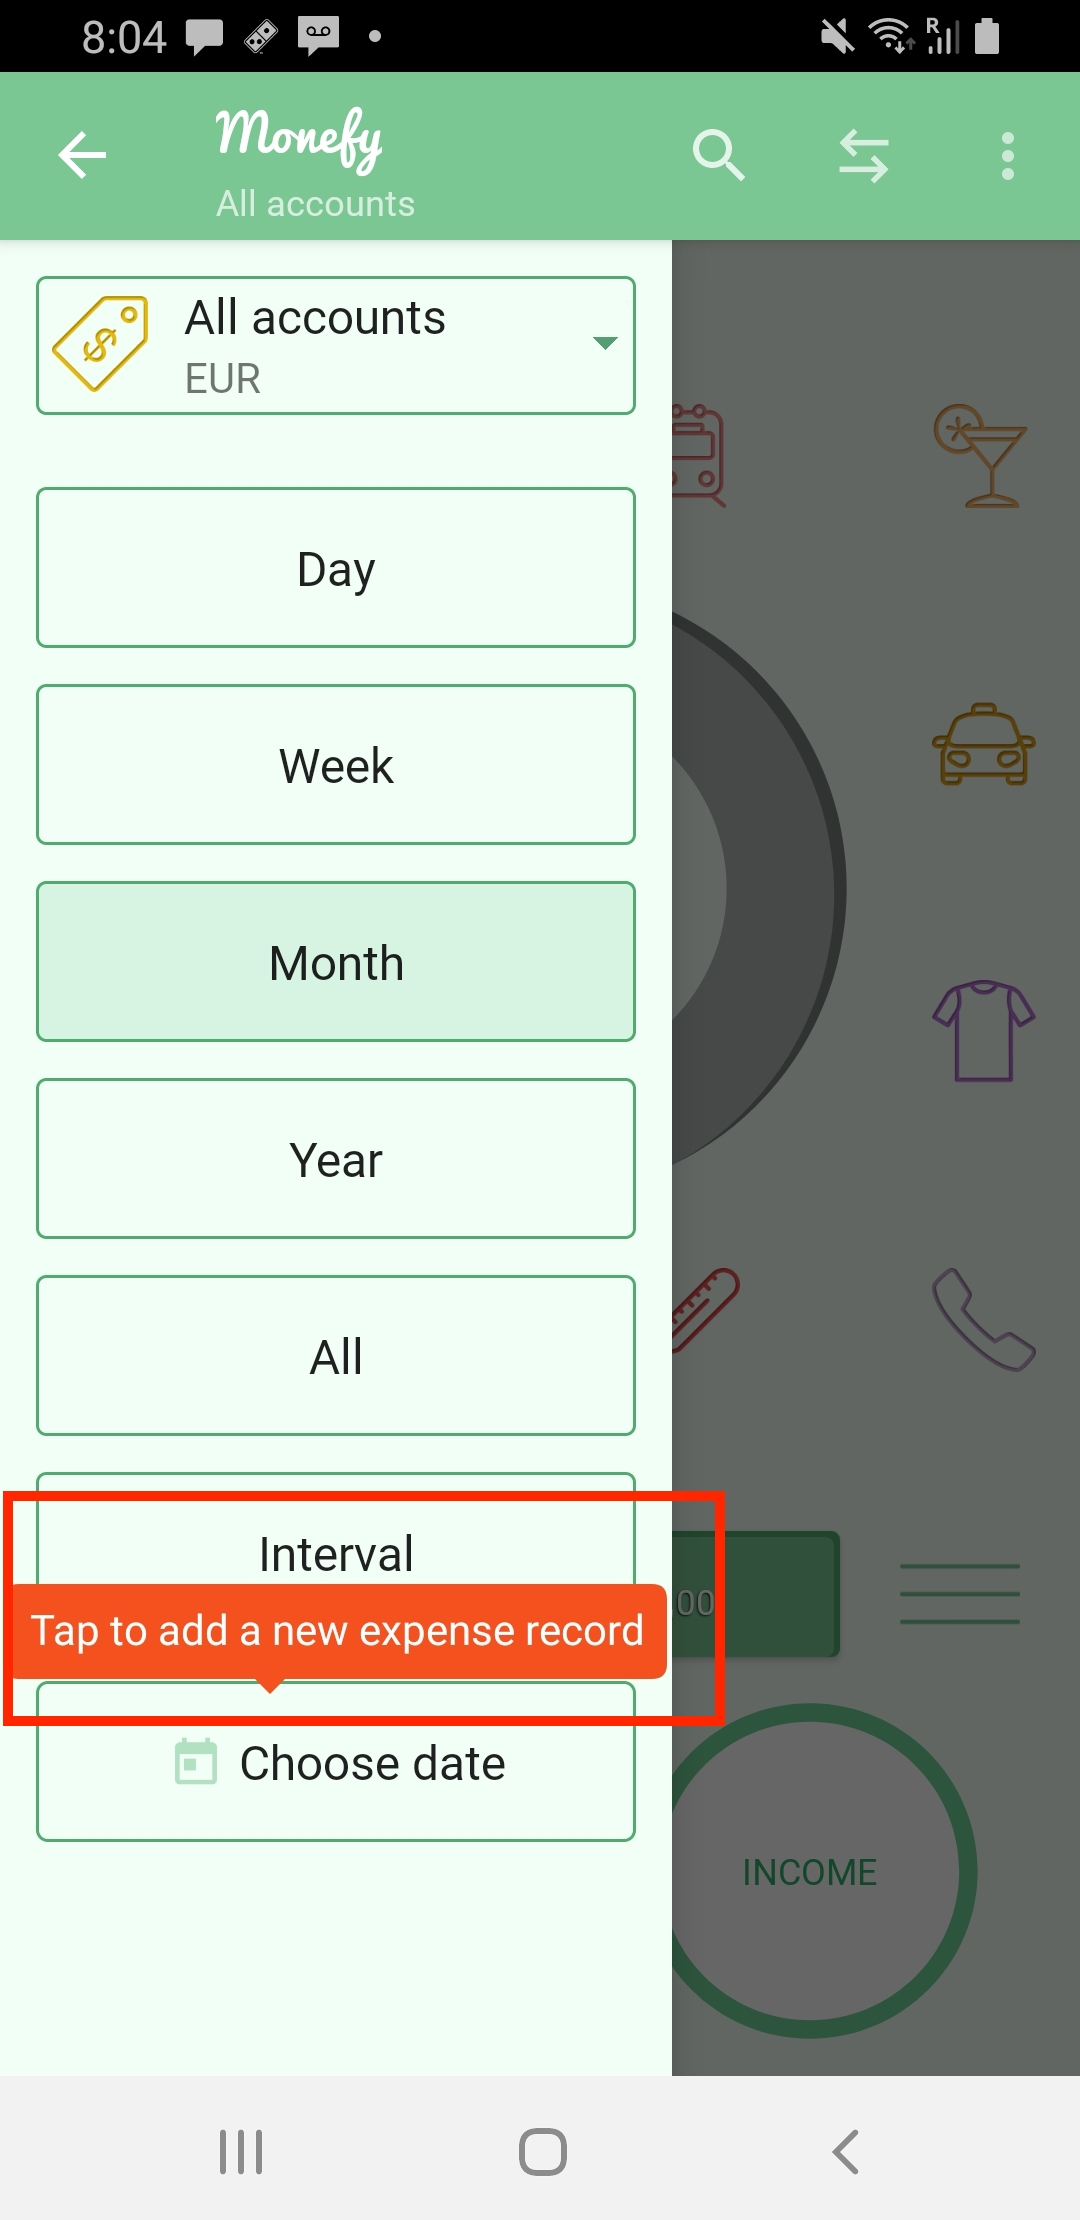 8:04
R
Monefy
All accounts
All accounts
EUR
Day
Week
Month
Year
All
Interval
00
Tap to add a new expense record
Choose date
INCOME